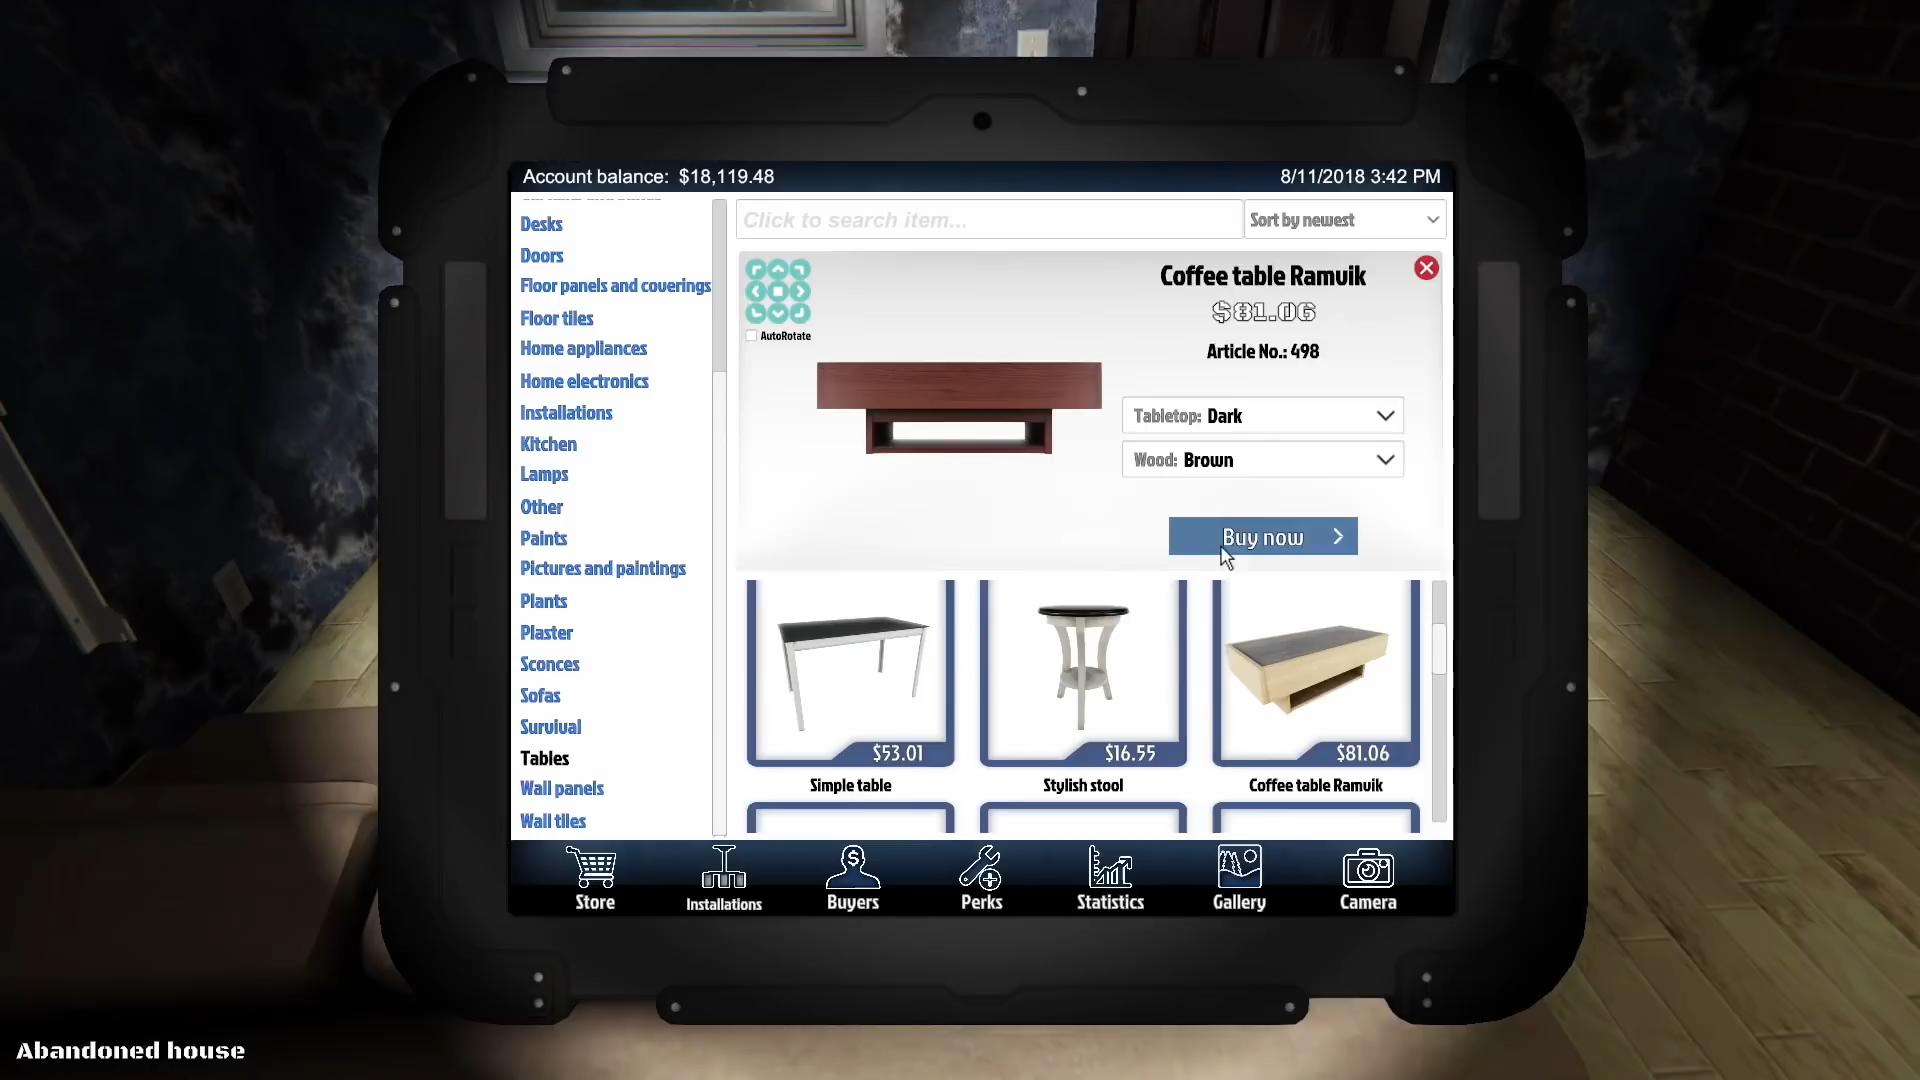 Account balance: $18,119.48
8/11/2018 3:42 PM
Click to search item...
Sort by newest
Desks
Doors
Floor panels and coverings
Floor tiles
Home appliances
Home electronics
Installations
Kitchen
Lamps
Other
Paints
Pictures and paintings
Plants
Plaster
Sconces
Sofas
Survival
Tables
Wall panels
Wall tiles
AutoRotate
Coffee table Ramvik
$81.06
Article No.: 498
Tabletop: Dark
Wood: Brown
Buy now
$53.01
$16.55
$81.06
Simple table
Stylish stool
Coffee table Ramvik
Store
Installations
Buyers
Perks
Statistics
Gallery
Camera
Abandoned house